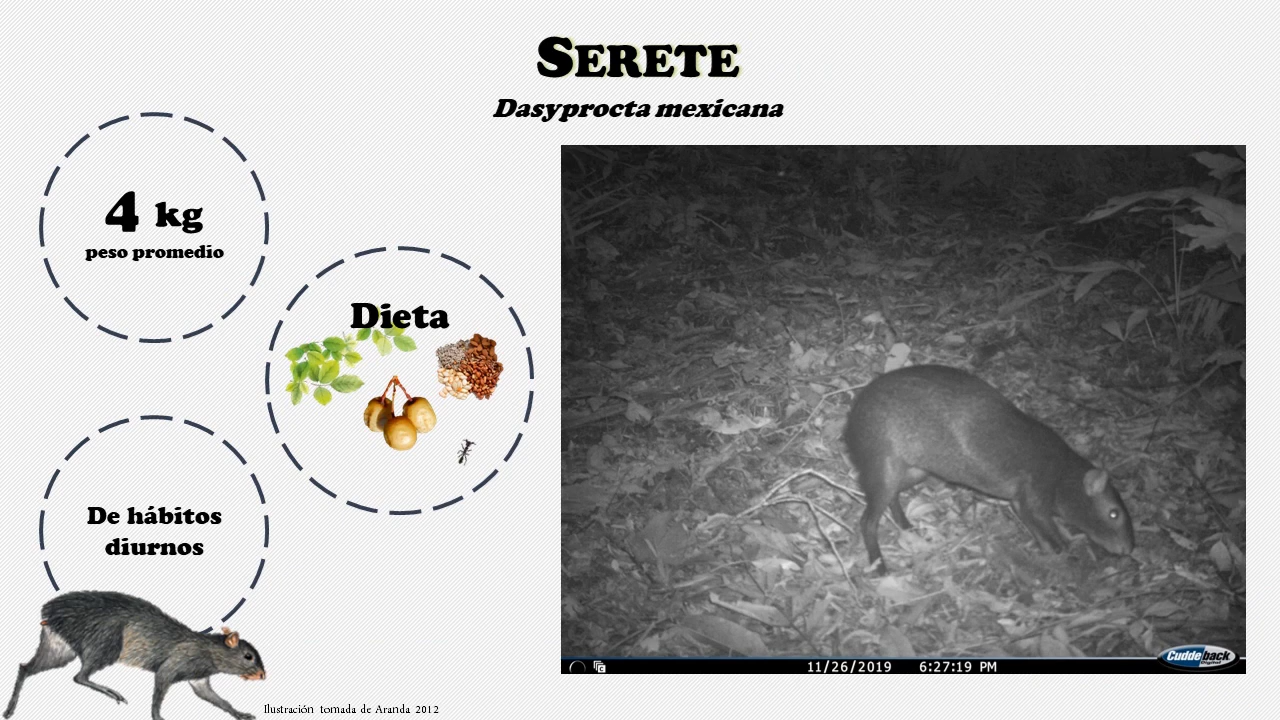 SERETE
Dasyprocta mexicana
4 kg
peso promedio
Dieta
De hábitos
diurnos
11/26/2019 6:27:19 PM
Cuddeback
Ilustración tomada de Aranda 2012